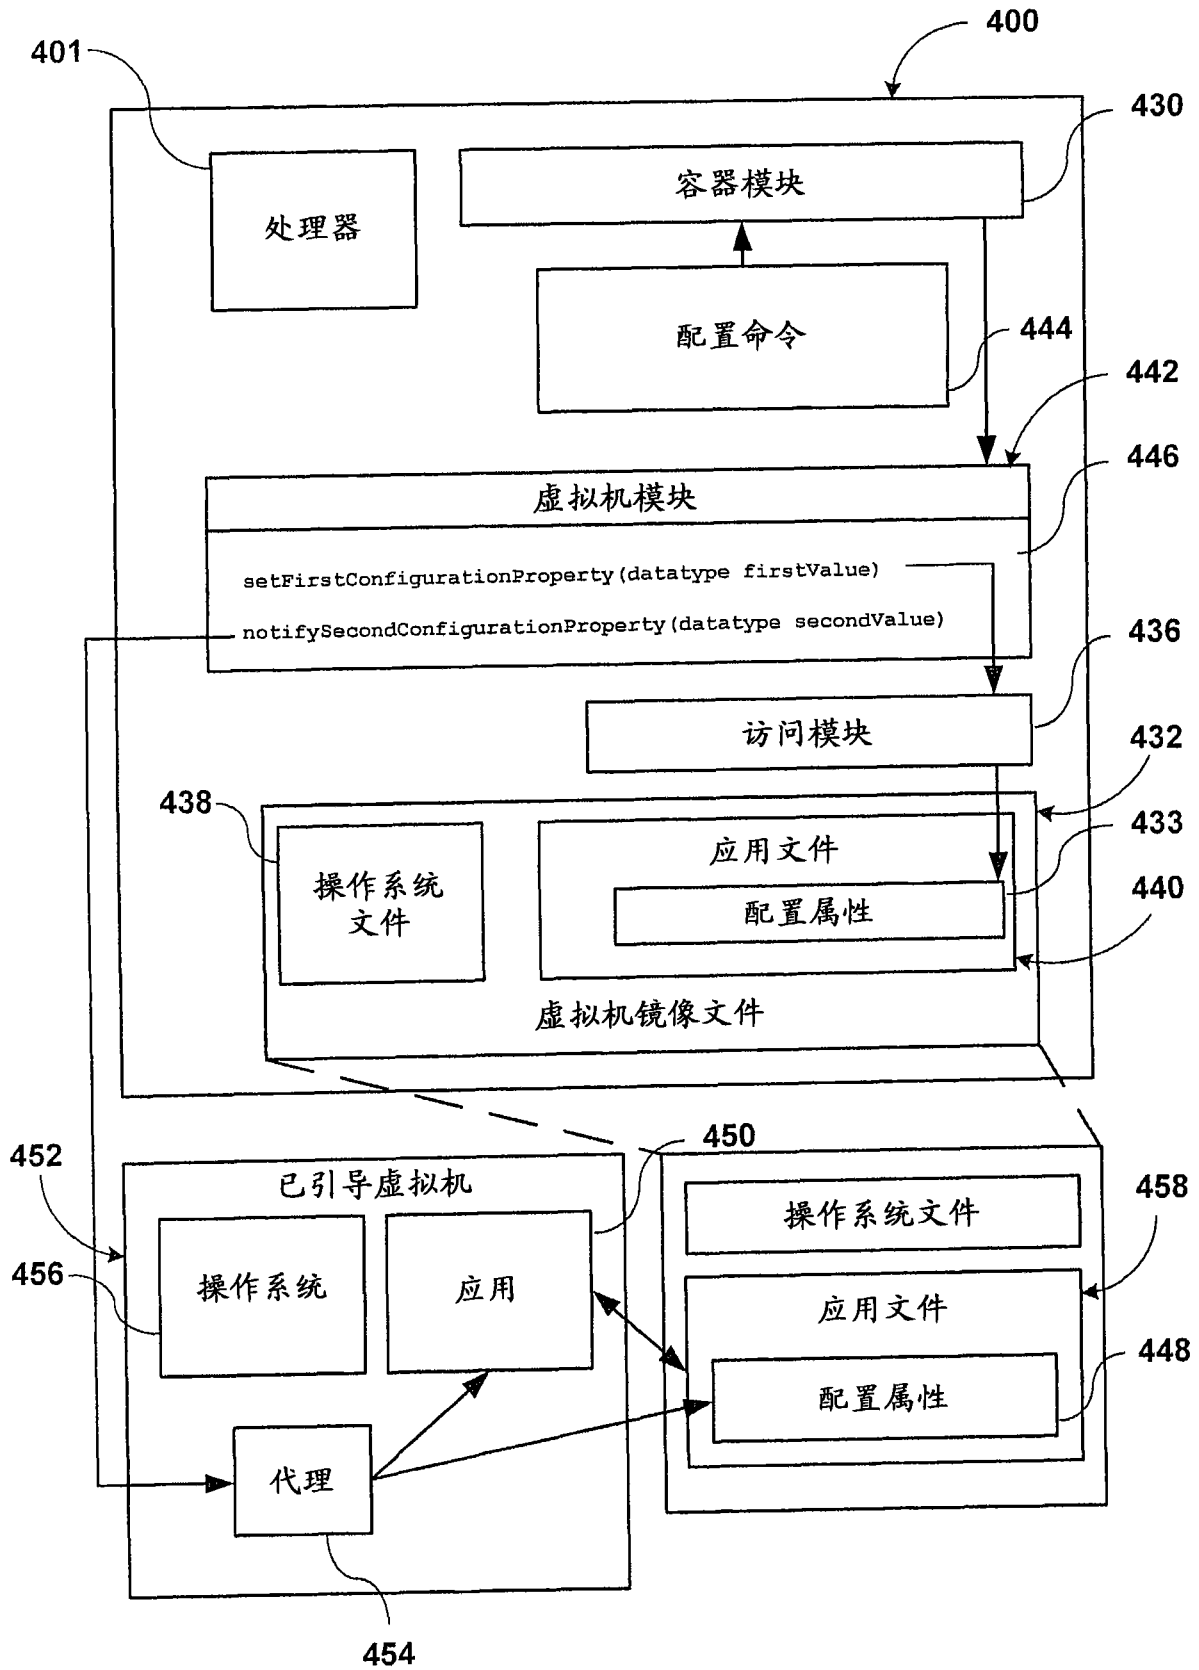 400
401
430
容器模块
处理器
配置命令
444
442
446
虚拟机模块
setFirstConfigurationProperty(datatype firstValue)
notifySecondConfigurationProperty(datatype secondValue)
436
访问模块
432
438
433
应用文件
操作系统
文件
配置属性
440
虚拟机镜像文件
450
452
已引导虚拟机
458
操作系统文件
456
操作系统
应用
应用文件
448
配置属性
代理
454